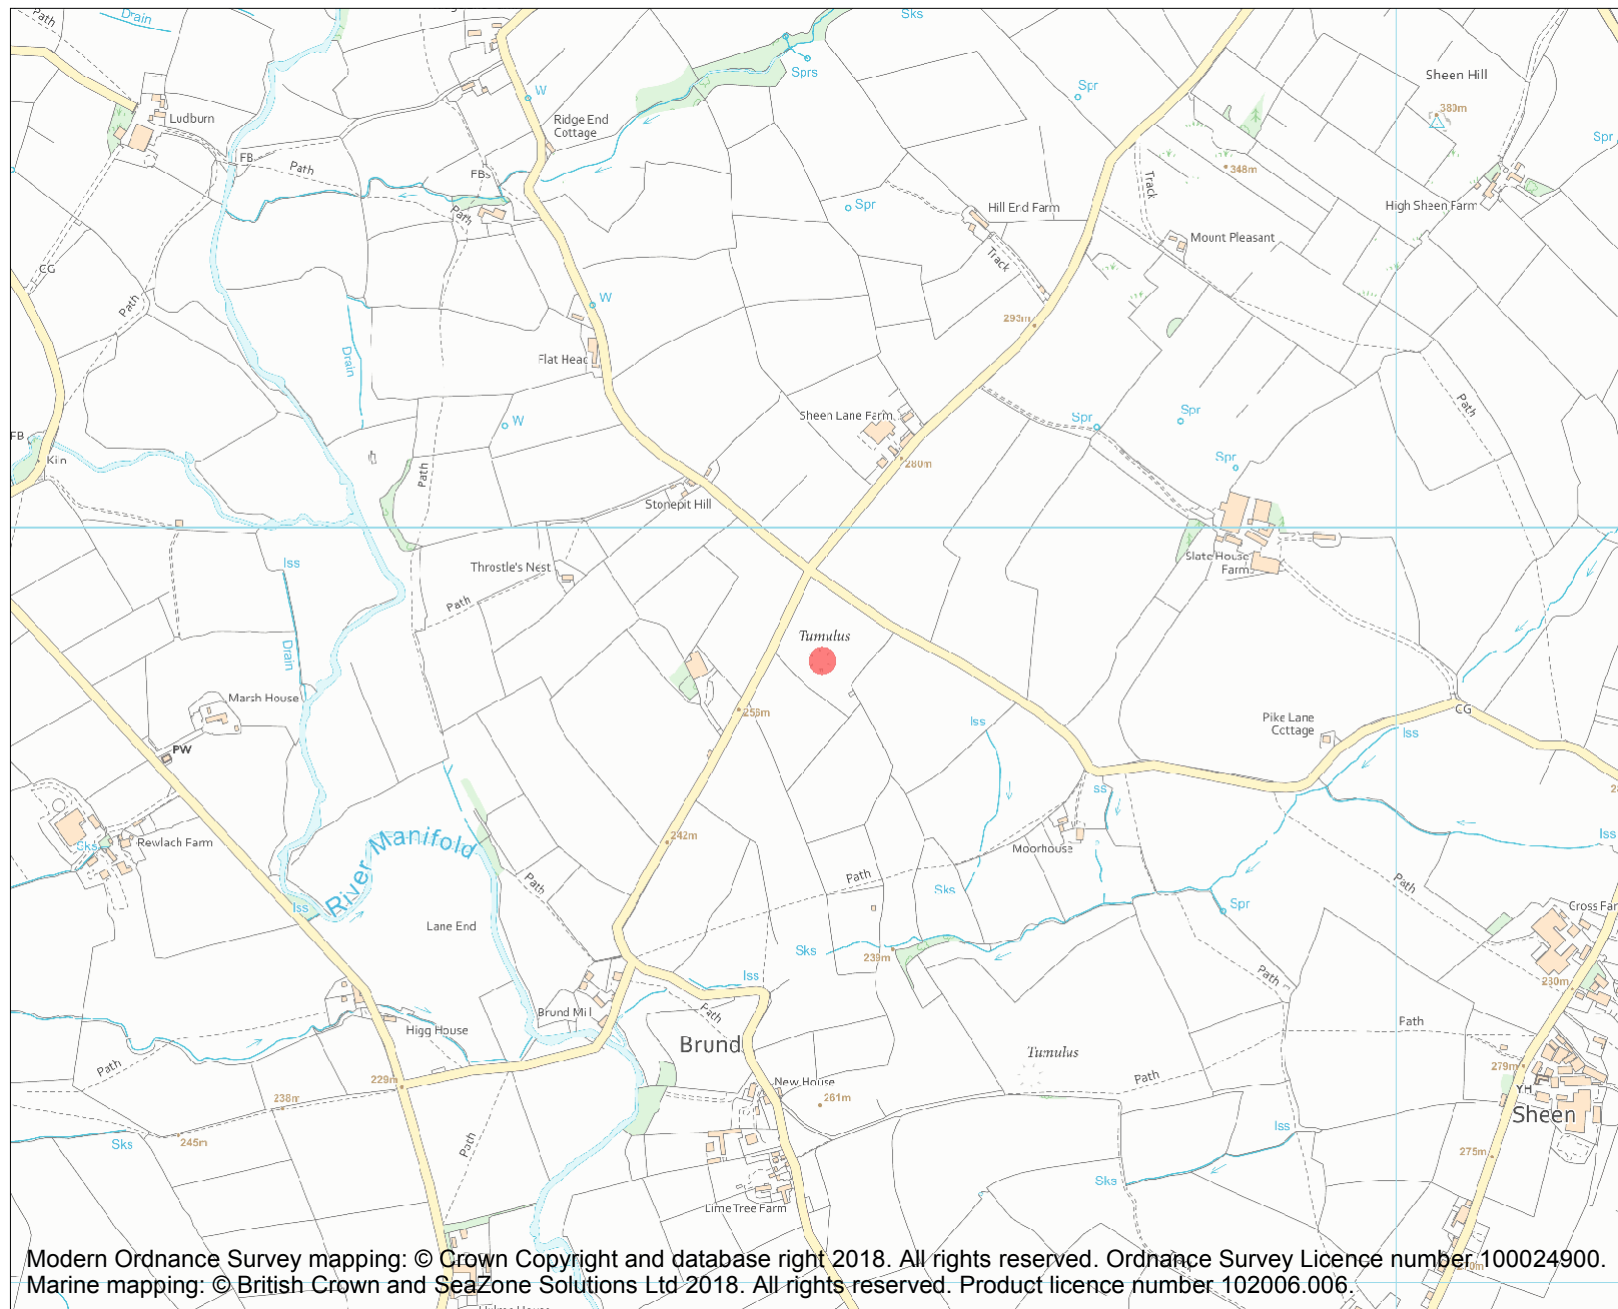 Path
Drain
Sks
Sprs
Sheen Hill
Spr
W
380m
Ludburn
Ridge End
Cottage
Spr
FB
Path
FBs
348m
Track
Spr
Hill End Farm
High Sheen Farm
Path
Mount Pleasant
CG
Track
Path
W
293m
Drain
Flat Head
Path
Sheen Lane Farm
Spr
Spr
W
FB
Spr
Kiln
Path
280m
Stonepit Hill
Iss
Throstle's Nest
Slate House
Farms
Path
Tumulus
Drain
Marsh House
256m
Iss
CG
Pike Lane
Cottage
Iss
PW
Iss
242m
Iss
Rewlach Farm
Moorhouse
River Manifold
Path
Path
Path
Sks
Iss
Spr
Cross Far
Lane End
Sks
239m
Iss
Path
280m
Brund Mill
Path
Path
Higg House
Brund
Tumulus
Path
279m
229m
New House
Path
YH
238m
261m
Sheen
Iss
245m
Sks
Path
275m
Sks
Lime Tree Farm
Modern Ordnance Survey mapping: © Crown Copyright and database right 2018. All rights reserved. Ordnance Survey Licence number 100024900.
Marine mapping: © British Crown and SeaZone Solutions Ltd 2018. All rights reserved. Product licence number 102006.006.